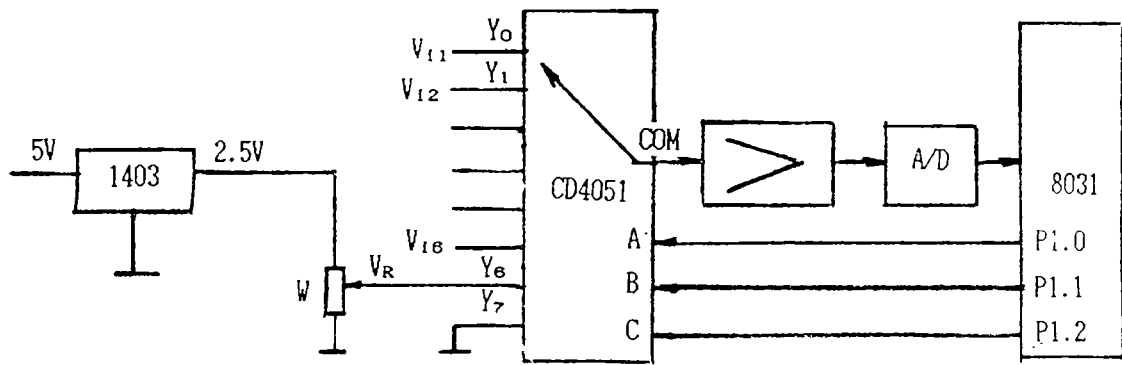 Y₀
V₁₁
Y₁
V₁₂
5V
1403
2.5V
COM
A/D
CD4051
8031
V₁₆
A
P1.0
V_R
Y₆
W
B
P1.1
Y₇
C
P1.2